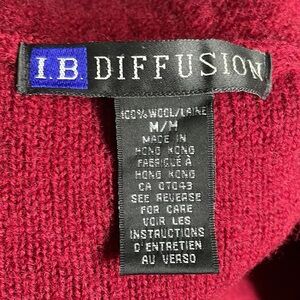 I.B. DIFFUSION
100% WOOL/LAINE
M/M
MADE IN
HONG KONG
FABRIQUÉ À
HONG KONG
CA 07043
SEE REVERSE
FOR CARE
VOIR LES
INSTRUCTIONS
D'ENTRETIEN
AU VERSO